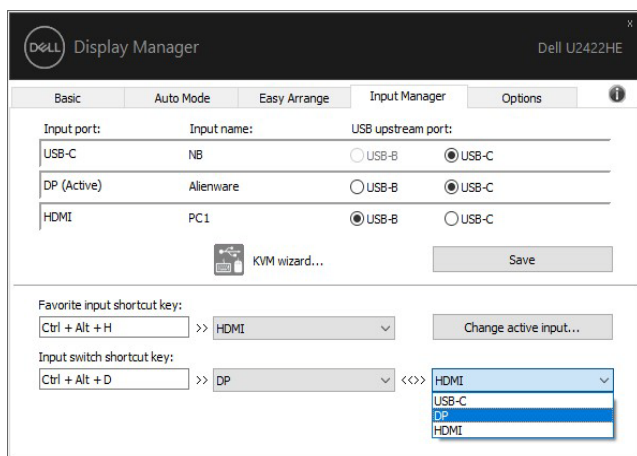 x
DELL Display Manager Dell U2422HE
Basic Auto Mode Easy Arrange Input Manager Options i
Input port: Input name: USB upstream port:
USB-C NB USB-B USB-C
DP (Active) Alienware USB-B USB-C
HDMI PC1 USB-B USB-C
KVM wizard... Save
Favorite input shortcut key:
Ctrl + Alt + H >> HDMI Change active input...
Input switch shortcut key:
Ctrl + Alt + D >> DP <<>> HDMI
USB-C
DP
HDMI